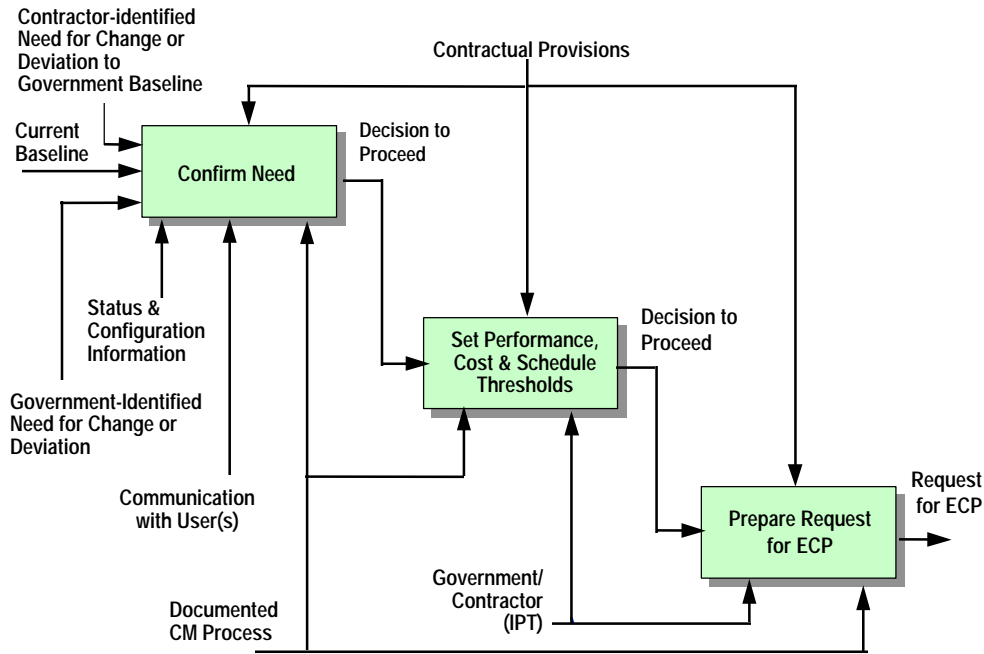 Contractor-identified
Need for Change or
Deviation to
Government Baseline
Contractual Provisions
Current
Baseline
Decision to
Proceed
Confirm Need
Status &
Configuration
Information
Decision to
Proceed
Set Performance,
Cost & Schedule
Thresholds
Government-Identified
Need for Change or
Deviation
Communication
with User(s)
Request
for ECP
Prepare Request
for ECP
Government/
Contractor
(IPT)
Documented
CM Process